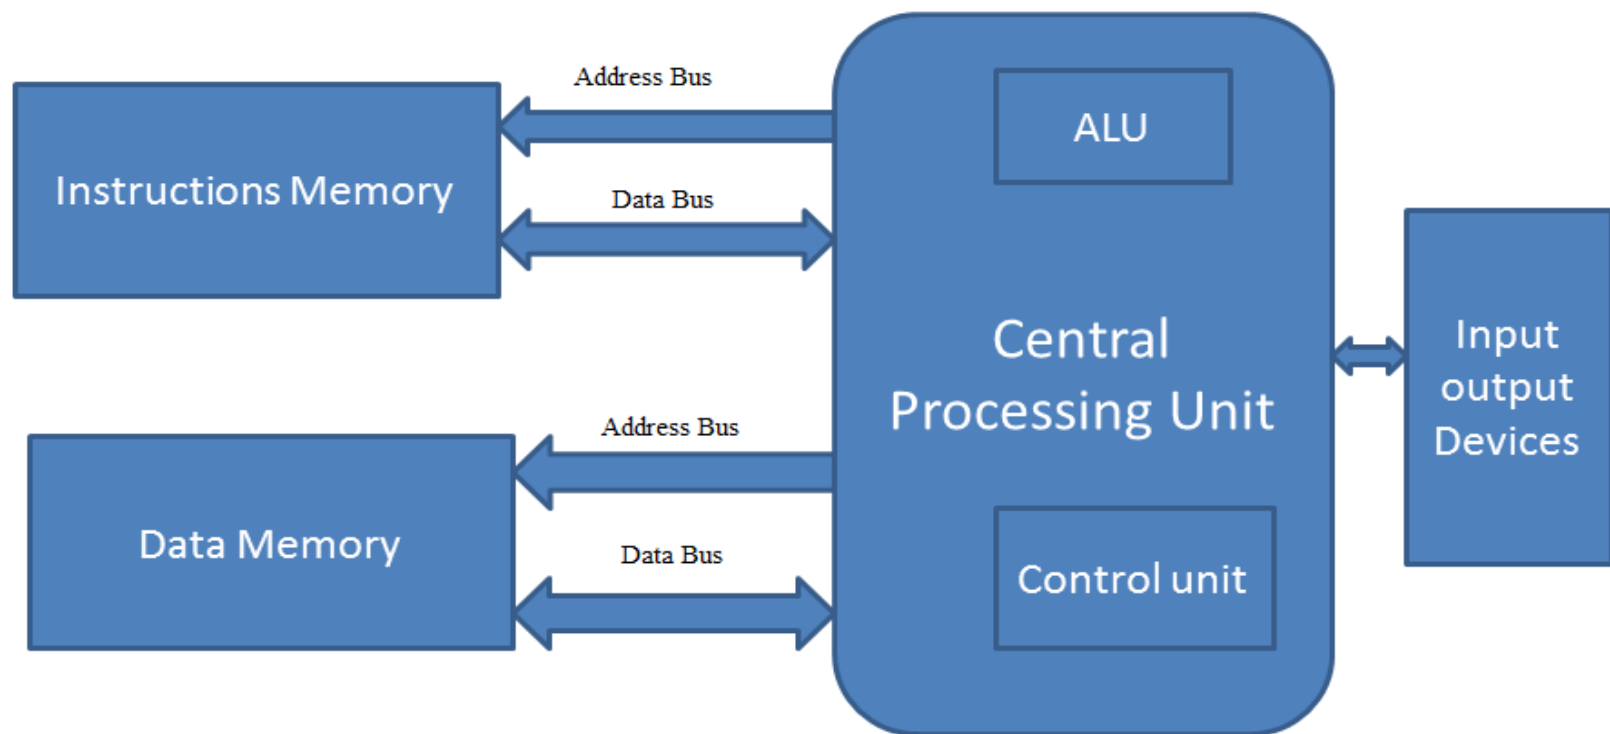 Address Bus
Instructions Memory
Data Bus
ALU
Central
Processing Unit
Input
output
Devices
Address Bus
Data Memory
Data Bus
Control unit